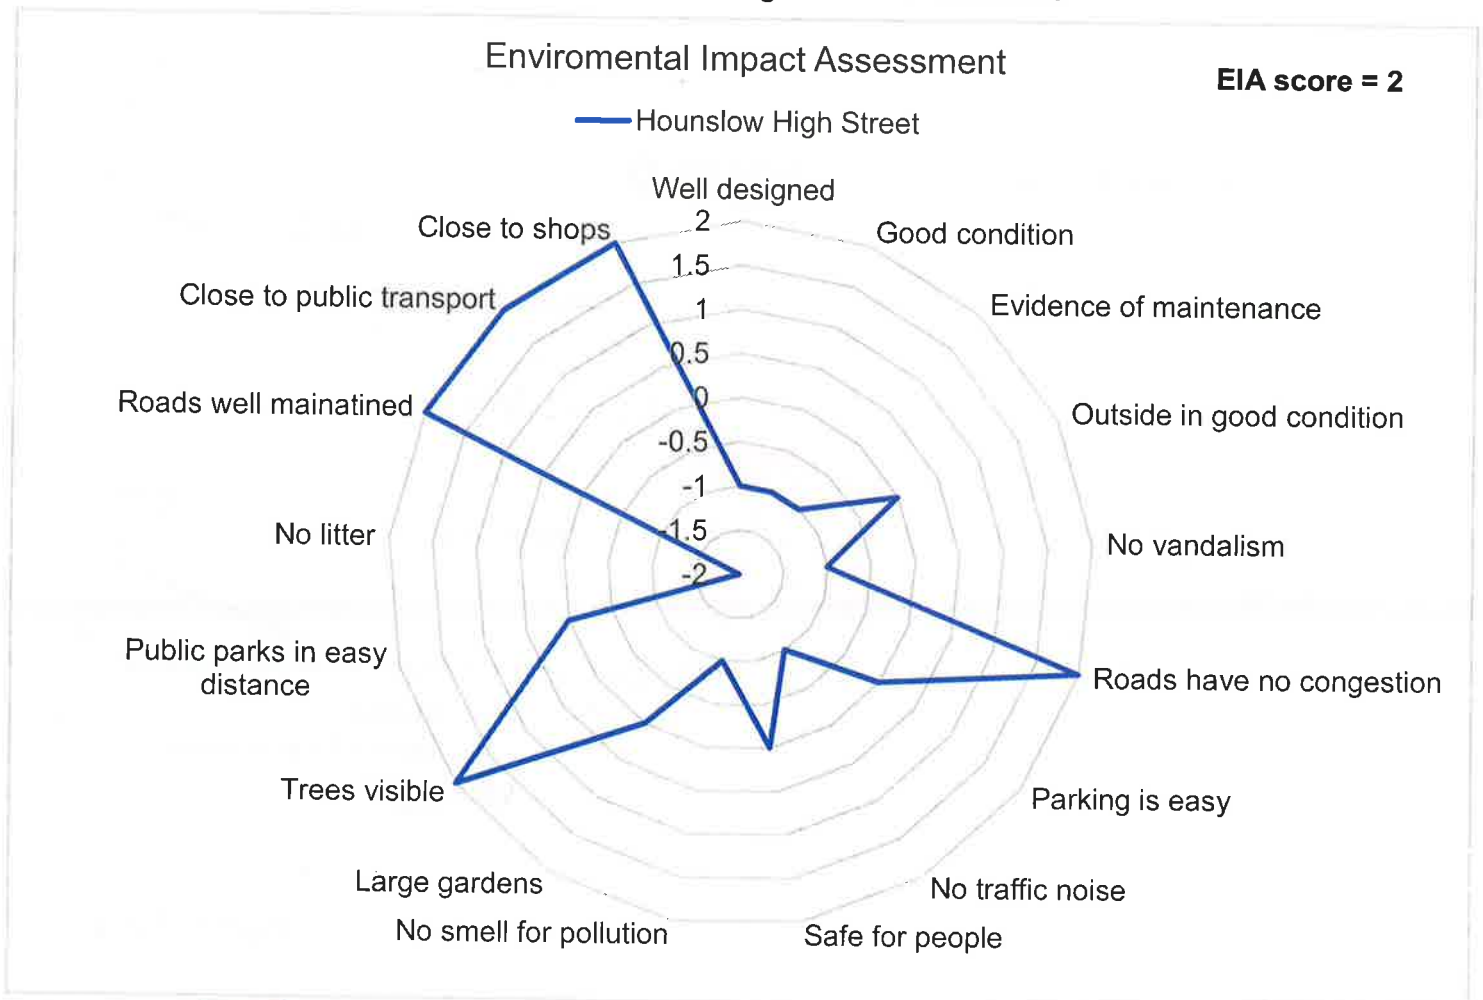 Enviromental Impact Assessment
EIA score = 2
Hounslow High Street
Well designed
Good condition
Evidence of maintenance
Outside in good condition
No vandalism
Roads have no congestion
Parking is easy
No traffic noise
Safe for people
No smell for pollution
Large gardens
Trees visible
Public parks in easy
distance
No litter
Roads well mainatined
Close to public transport
Close to shops
2
1.5
1
0.5
0
-0.5
-1
-1.5
-2